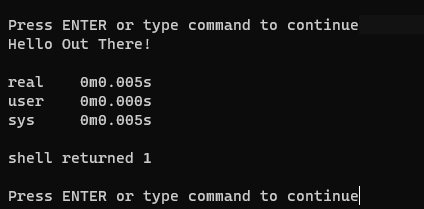 Press ENTER or type command to continue
Hello Out There!
real    0m0.005s
user    0m0.000s
sys     0m0.005s
shell returned 1
Press ENTER or type command to continue